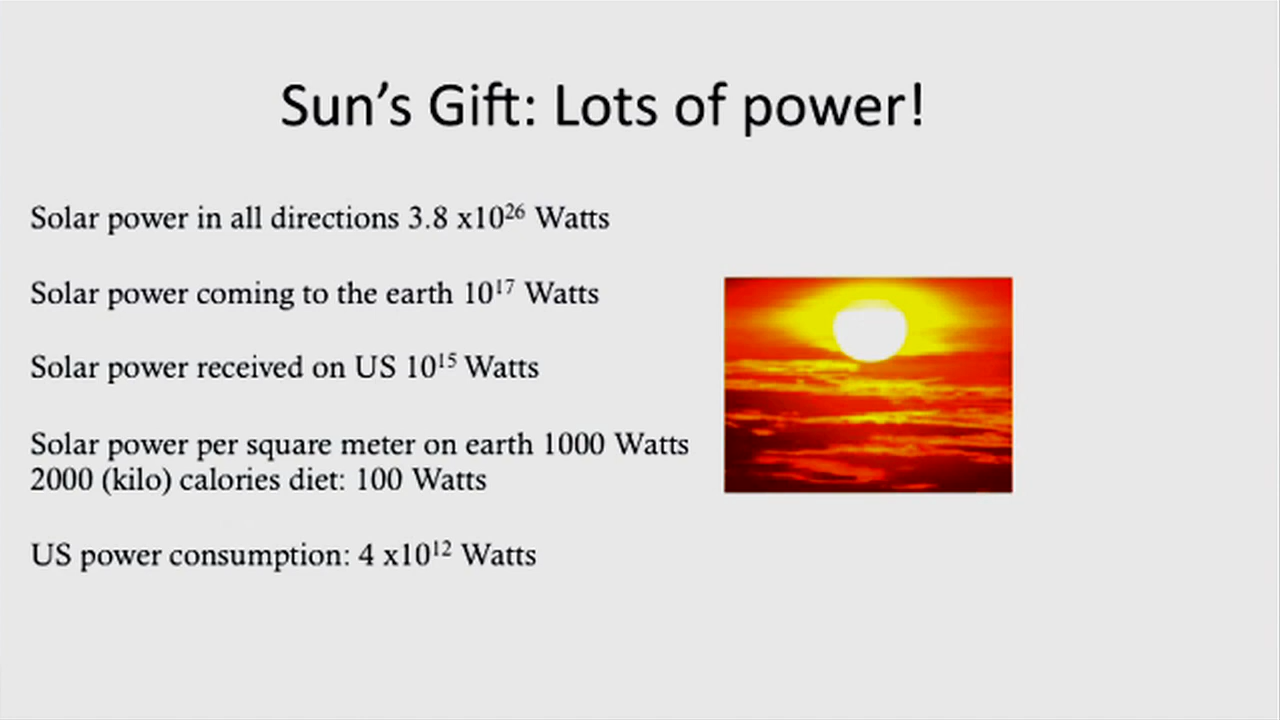 Sun’s Gift: Lots of power!
Solar power in all directions 3.8 x10²⁶ Watts
Solar power coming to the earth 10¹⁷ Watts
Solar power received on US 10¹⁵ Watts
Solar power per square meter on earth 1000 Watts
2000 (kilo) calories diet: 100 Watts
US power consumption: 4 x10¹² Watts